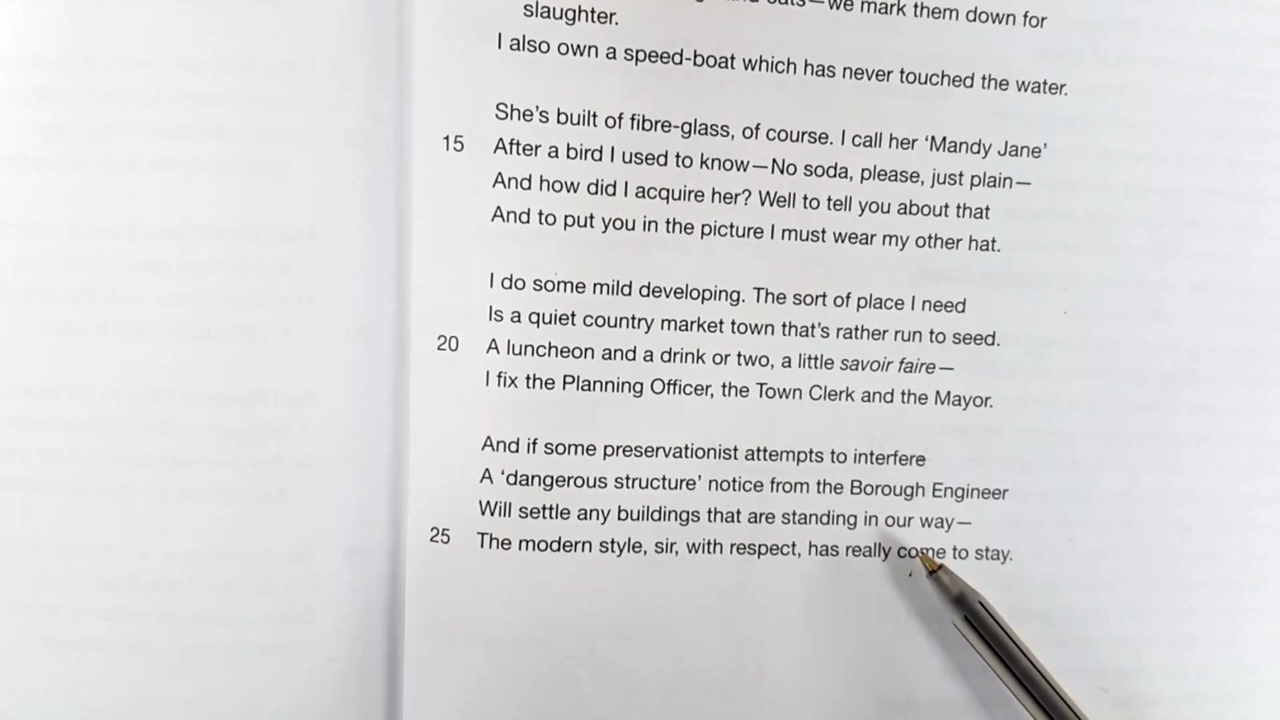 we mark them down for
slaughter.
I also own a speed-boat which has never touched the water.
She's built of fibre-glass, of course. I call her 'Mandy Jane'
15 After a bird I used to know—No soda, please, just plain—
And how did I acquire her? Well to tell you about that
And to put you in the picture I must wear my other hat.
I do some mild developing. The sort of place I need
Is a quiet country market town that's rather run to seed.
20 A luncheon and a drink or two, a little savoir faire—
I fix the Planning Officer, the Town Clerk and the Mayor.
And if some preservationist attempts to interfere
A 'dangerous structure' notice from the Borough Engineer
Will settle any buildings that are standing in our way—
25 The modern style, sir, with respect, has really come to stay.